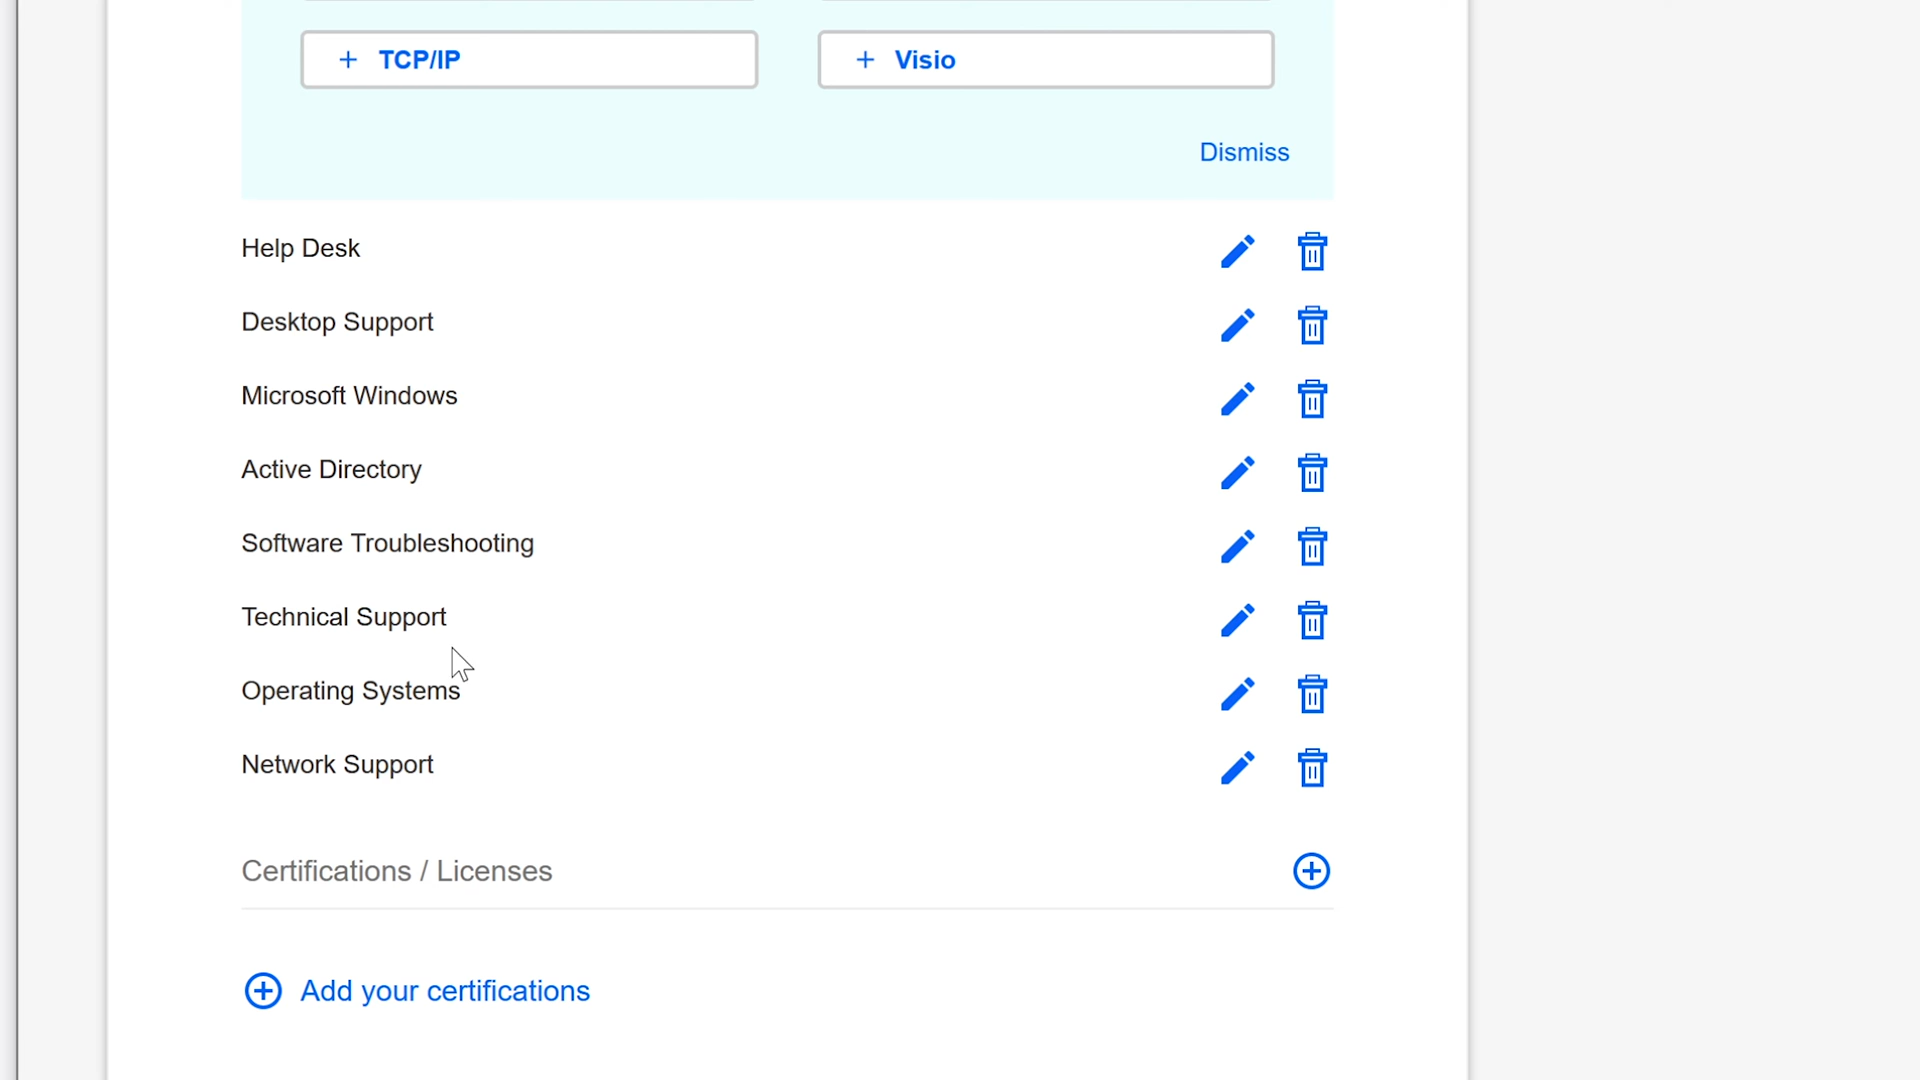 + TCP/IP
+ Visio
Dismiss
Help Desk
Desktop Support
Microsoft Windows
Active Directory
Software Troubleshooting
Technical Support
Operating Systems
Network Support
Certifications / Licenses
Add your certifications